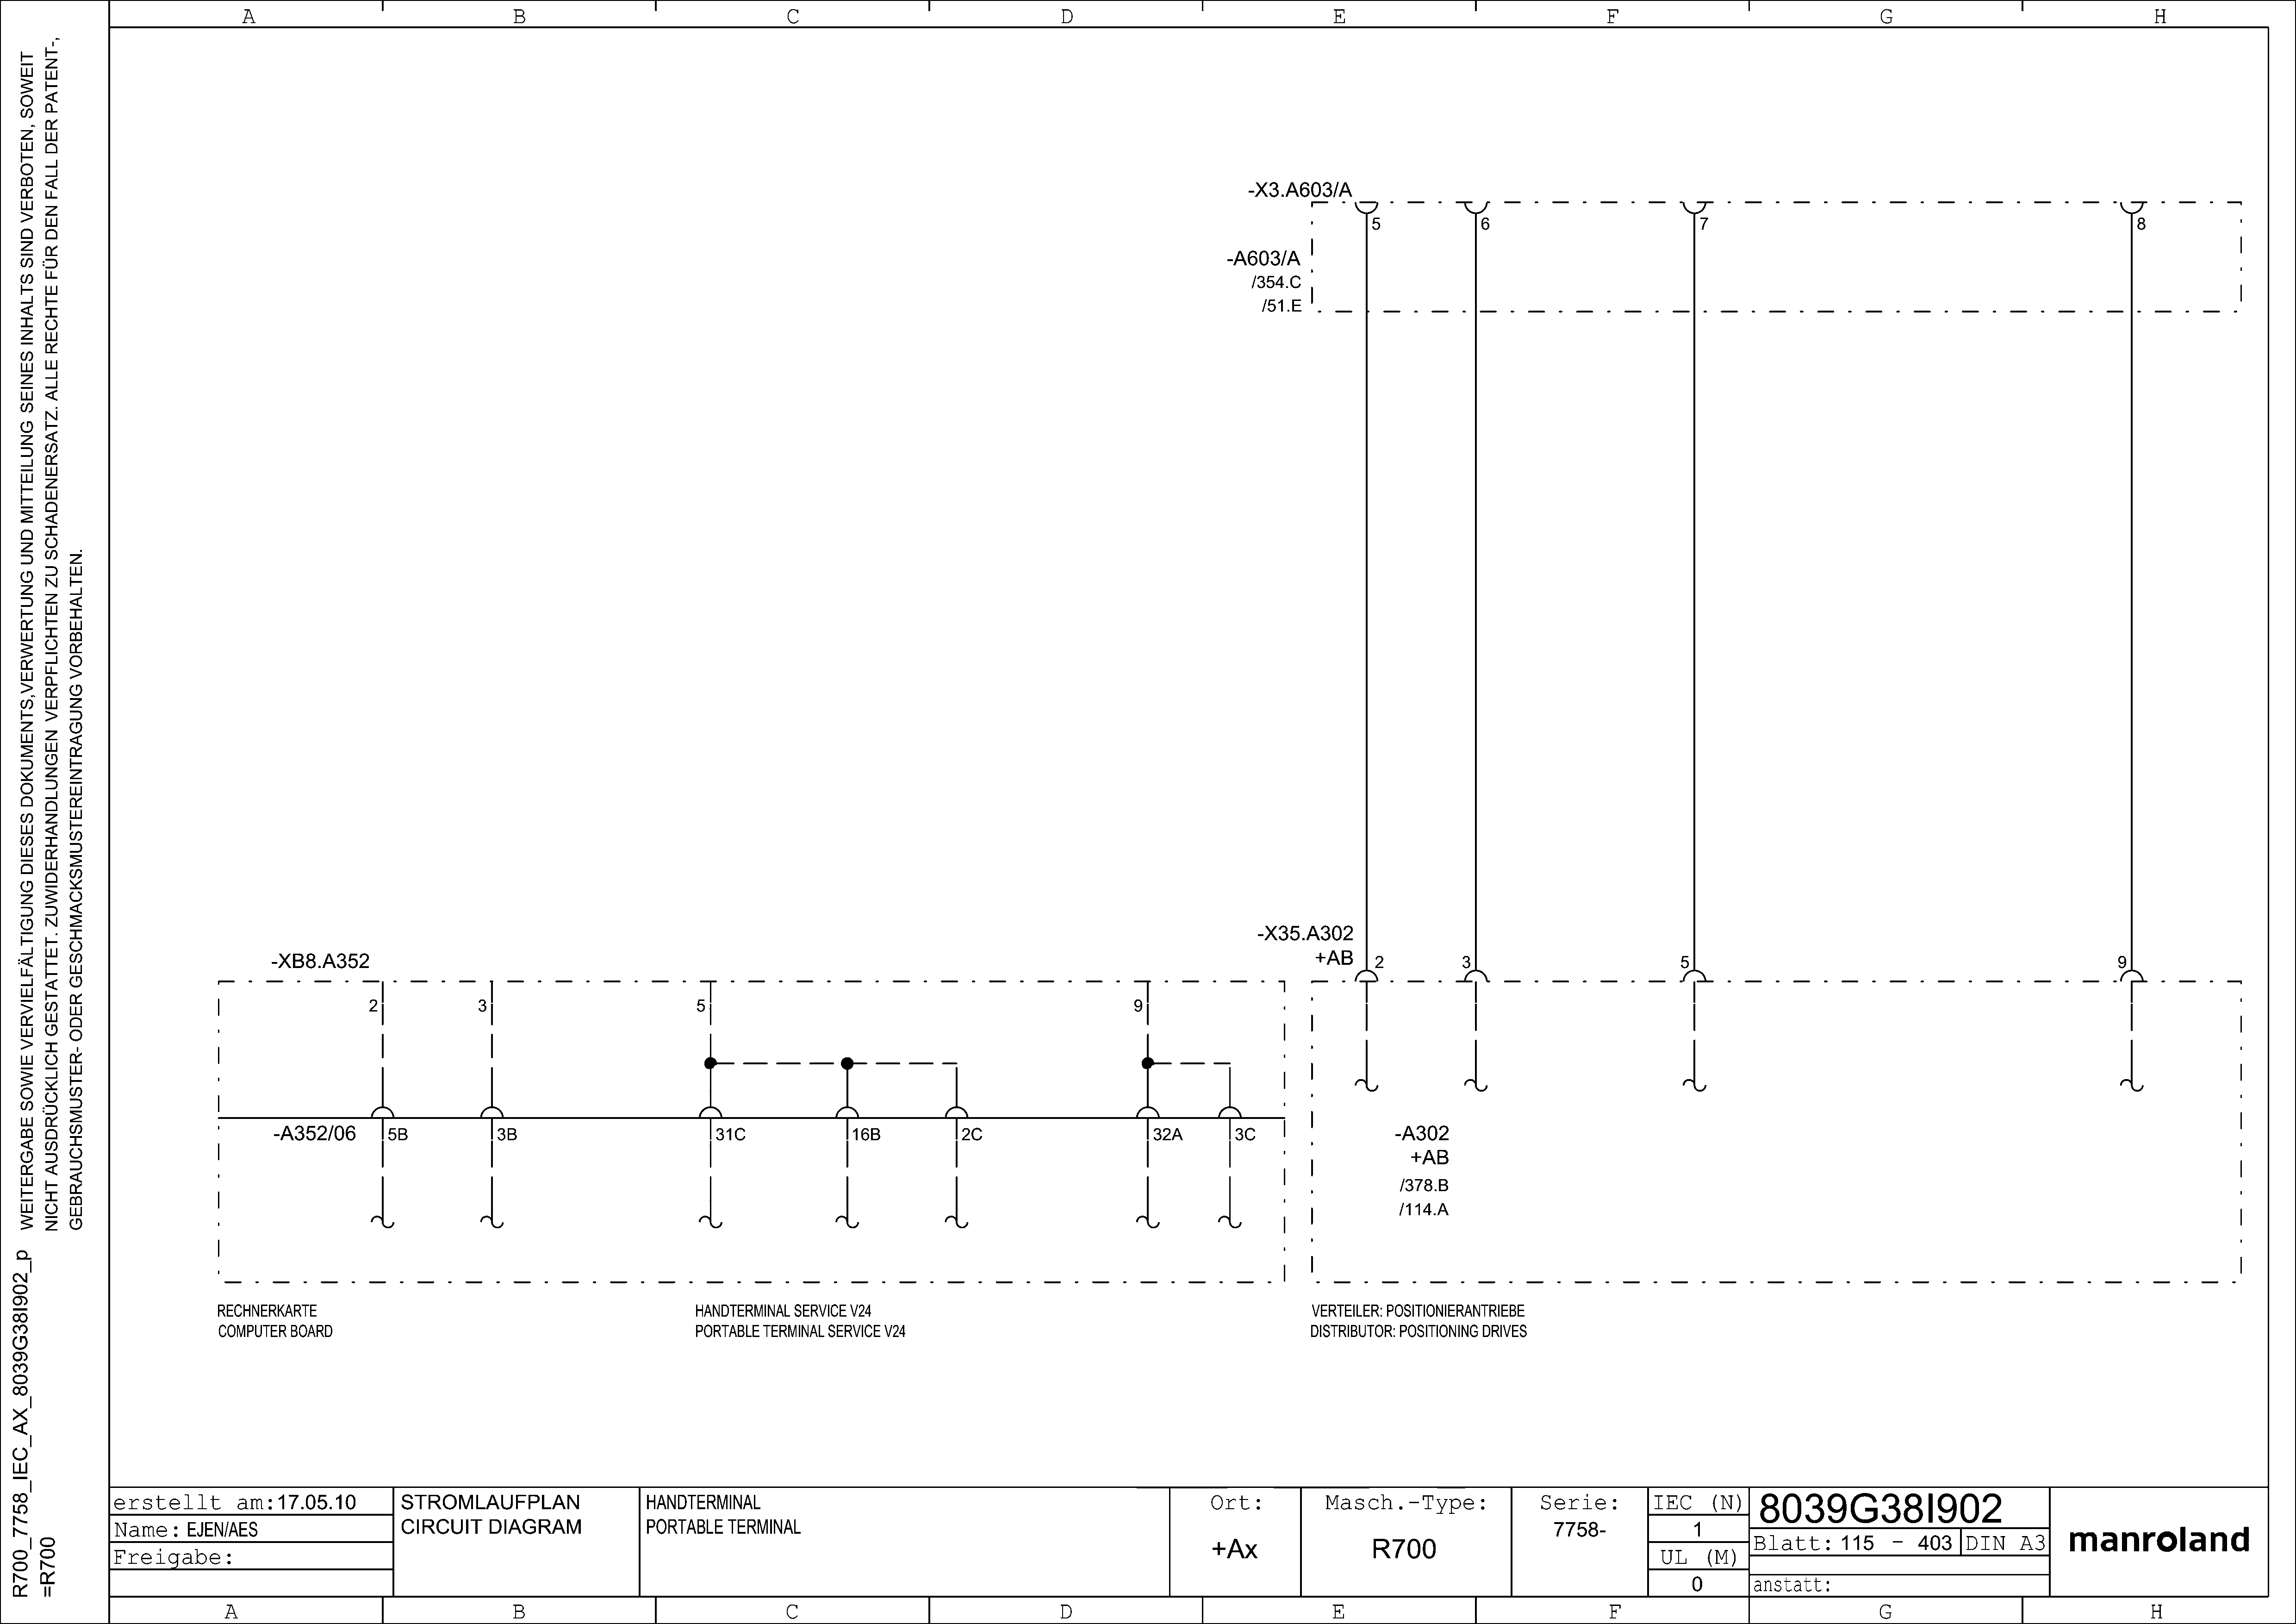 A B C D E F G H
WEITERGABE SOWIE VERVIELFÄLTIGUNG DIESES DOKUMENTS,VERWERTUNG UND MITTEILUNG SEINES INHALTS SIND VERBOTEN, SOWEIT
NICHT AUSDRÜCKLICH GESTATTET. ZUWIDERHANDLUNGEN VERPFLICHTEN ZU SCHADENERSATZ. ALLE RECHTE FÜR DEN FALL DER PATENT-,
GEBRAUCHSMUSTER- ODER GESCHMACKSMUSTEREINTRAGUNG VORBEHALTEN.
R700_7758_IEC_AX_8039G38I902_p
=R700
-X3.A603/A
5 6 7 8
-A603/A
/354.C
/51.E
-X35.A302
+AB
2 3 5 9
-XB8.A352
2 3 5 9
-A352/06
5B 3B 31C 16B 2C 32A 3C
-A302
+AB
/378.B
/114.A
RECHNERKARTE
COMPUTER BOARD
HANDTERMINAL SERVICE V24
PORTABLE TERMINAL SERVICE V24
VERTEILER: POSITIONIERANTRIEBE
DISTRIBUTOR: POSITIONING DRIVES
erstellt am:17.05.10
Name: EJEN/AES
Freigabe:
STROMLAUFPLAN
CIRCUIT DIAGRAM
HANDTERMINAL
PORTABLE TERMINAL
Ort:
+Ax
Masch.-Type:
R700
Serie:
7758-
IEC (N)
1
UL (M)
0
8039G38I902
Blatt: 115 - 403 DIN A3
anstatt:
manroland
A B C D E F G H